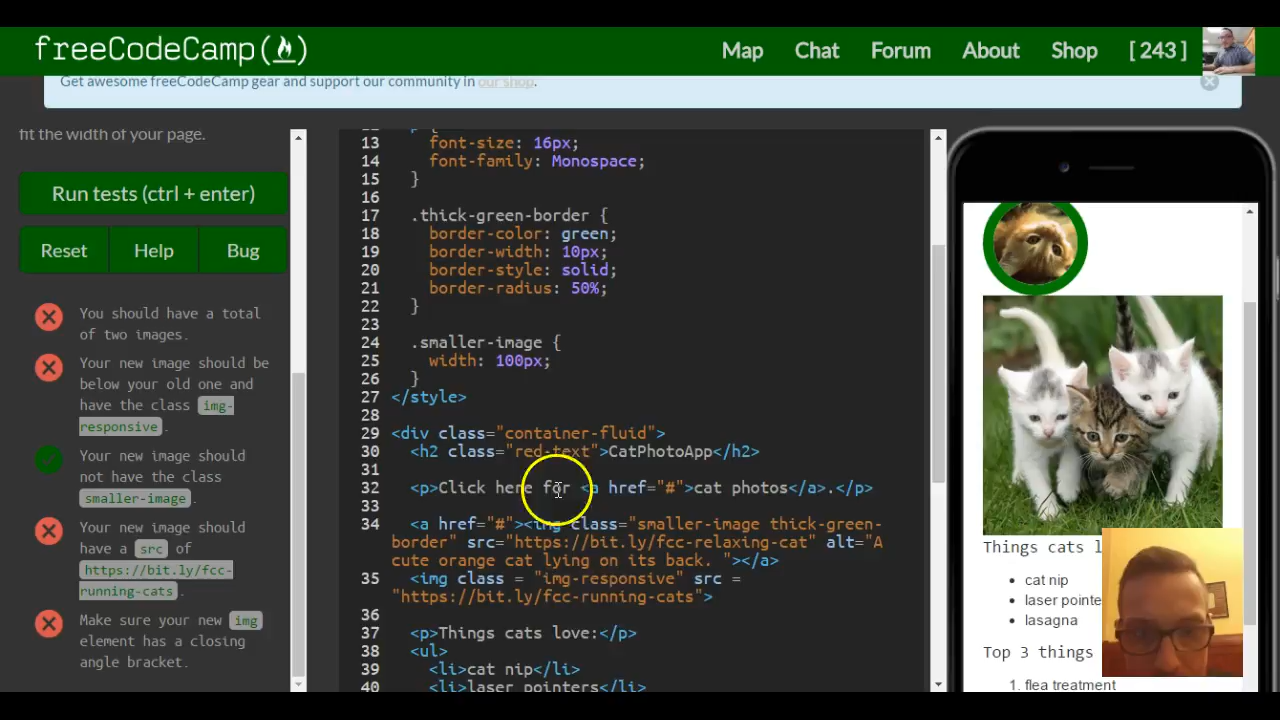 freeCodeCamp(🔥)
Map
Chat
Forum
About
Shop
[ 243 ]
Get awesome freeCodeCamp gear and support our community in our shop.
fit the width of your page.
Run tests (ctrl + enter)
Reset
Help
Bug
You should have a total
of two images.
Your new image should be
below your old one and
have the class img-
responsive.
Your new image should
not have the class
smaller-image.
Your new image should
have a src of
https://bit.ly/fcc-
running-cats.
Make sure your new img
element has a closing
angle bracket.
13 font-size: 16px;
14 font-family: Monospace;
15 }
16
17 .thick-green-border {
18 border-color: green;
19 border-width: 10px;
20 border-style: solid;
21 border-radius: 50%;
22 }
23
24 .smaller-image {
25 width: 100px;
26 }
27 </style>
28
29 <div class="container-fluid">
30 <h2 class="red-text">CatPhotoApp</h2>
31
32 <p>Click here for <a href="#">cat photos</a>.</p>
33
34 <a href="#"><img class="smaller-image thick-green-
border" src="https://bit.ly/fcc-relaxing-cat" alt="A
cute orange cat lying on its back. "></a>
35 <img class = "img-responsive" src =
"https://bit.ly/fcc-running-cats">
36
37 <p>Things cats love:</p>
38 <ul>
39 <li>cat nip</li>
40 <li>laser pointers</li>
Things cats l
cat nip
laser pointe
lasagna
Top 3 things
1. flea treatment